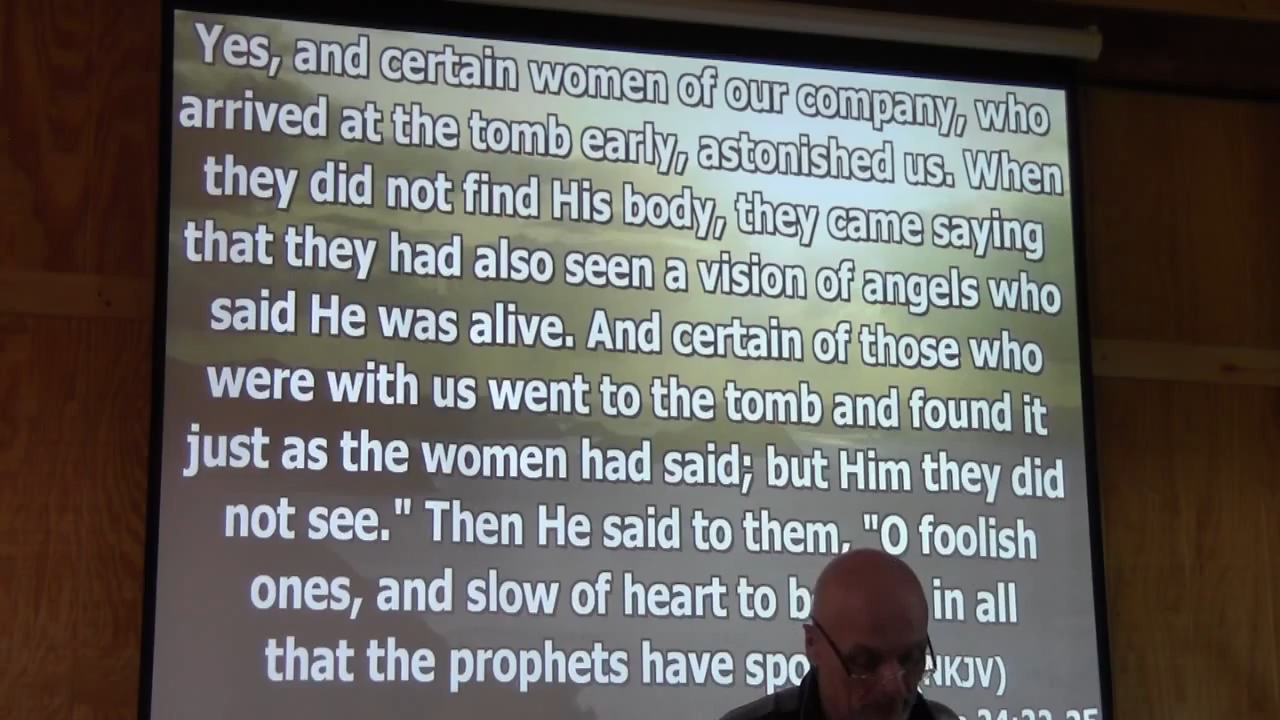 Yes, and certain women of our company, who
arrived at the tomb early, astonished us. When
they did not find His body, they came saying
that they had also seen a vision of angels who
said He was alive. And certain of those who
were with us went to the tomb and found it
just as the women had said; but Him they did
not see." Then He said to them, "O foolish
ones, and slow of heart to in all
that the prophets have NKJV)
24:22-25